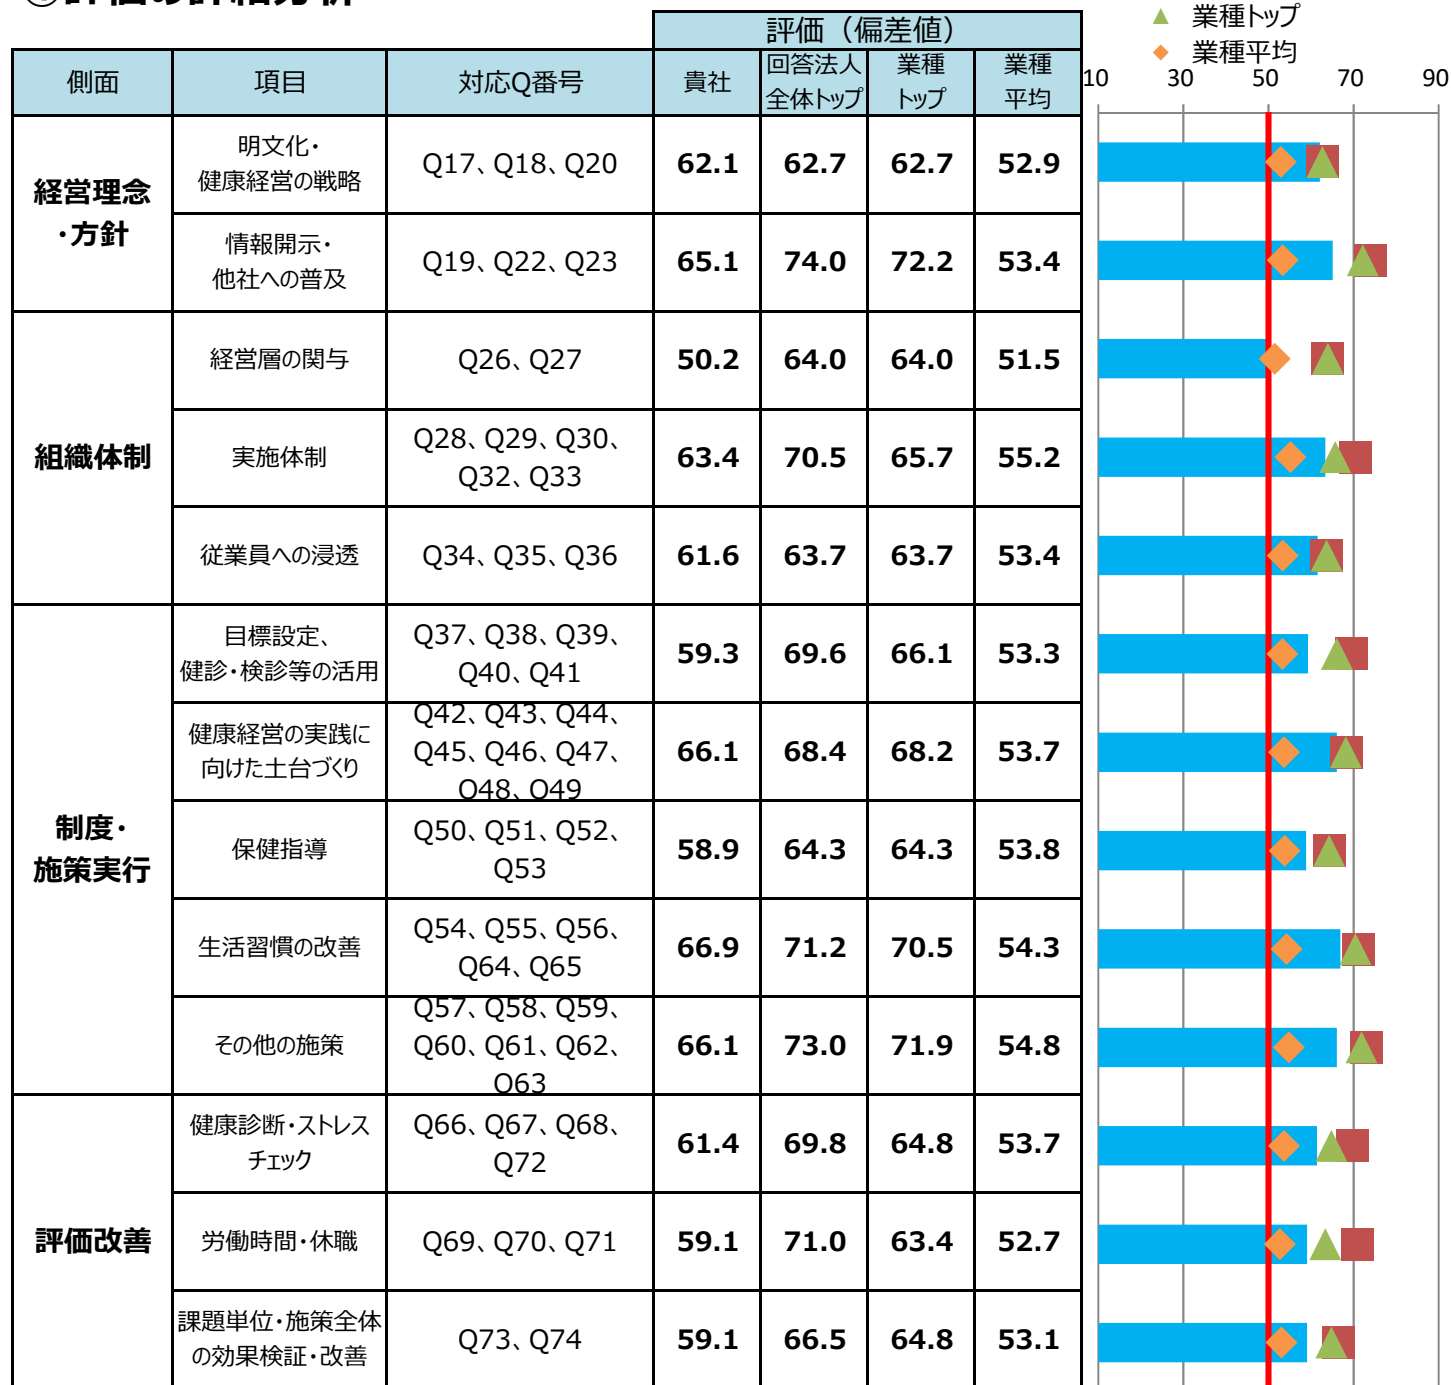 評価（偏差値）
業種トップ
業種平均
側面 項目 対応Q番号 貴社 回答法人 全体トップ 業種 トップ 業種 平均
10 30 50 70 90
経営理念
・方針
明文化・
健康経営の戦略
Q17、Q18、Q20
62.1 62.7 62.7 52.9
情報開示・
他社への普及
Q19、Q22、Q23
65.1 74.0 72.2 53.4
組織体制
経営層の関与
Q26、Q27
50.2 64.0 64.0 51.5
実施体制
Q28、Q29、Q30、
Q32、Q33
63.4 70.5 65.7 55.2
従業員への浸透
Q34、Q35、Q36
61.6 63.7 63.7 53.4
制度・
施策実行
目標設定、
健診・検診等の活用
Q37、Q38、Q39、
Q40、Q41
59.3 69.6 66.1 53.3
健康経営の実践に
向けた土台づくり
Q42、Q43、Q44、
Q45、Q46、Q47、
Q48、Q49
66.1 68.4 68.2 53.7
保健指導
Q50、Q51、Q52、
Q53
58.9 64.3 64.3 53.8
生活習慣の改善
Q54、Q55、Q56、
Q64、Q65
66.9 71.2 70.5 54.3
その他の施策
Q57、Q58、Q59、
Q60、Q61、Q62、
Q63
66.1 73.0 71.9 54.8
評価改善
健康診断・ストレス
チェック
Q66、Q67、Q68、
Q72
61.4 69.8 64.8 53.7
労働時間・休職
Q69、Q70、Q71
59.1 71.0 63.4 52.7
課題単位・施策全体
の効果検証・改善
Q73、Q74
59.1 66.5 64.8 53.1